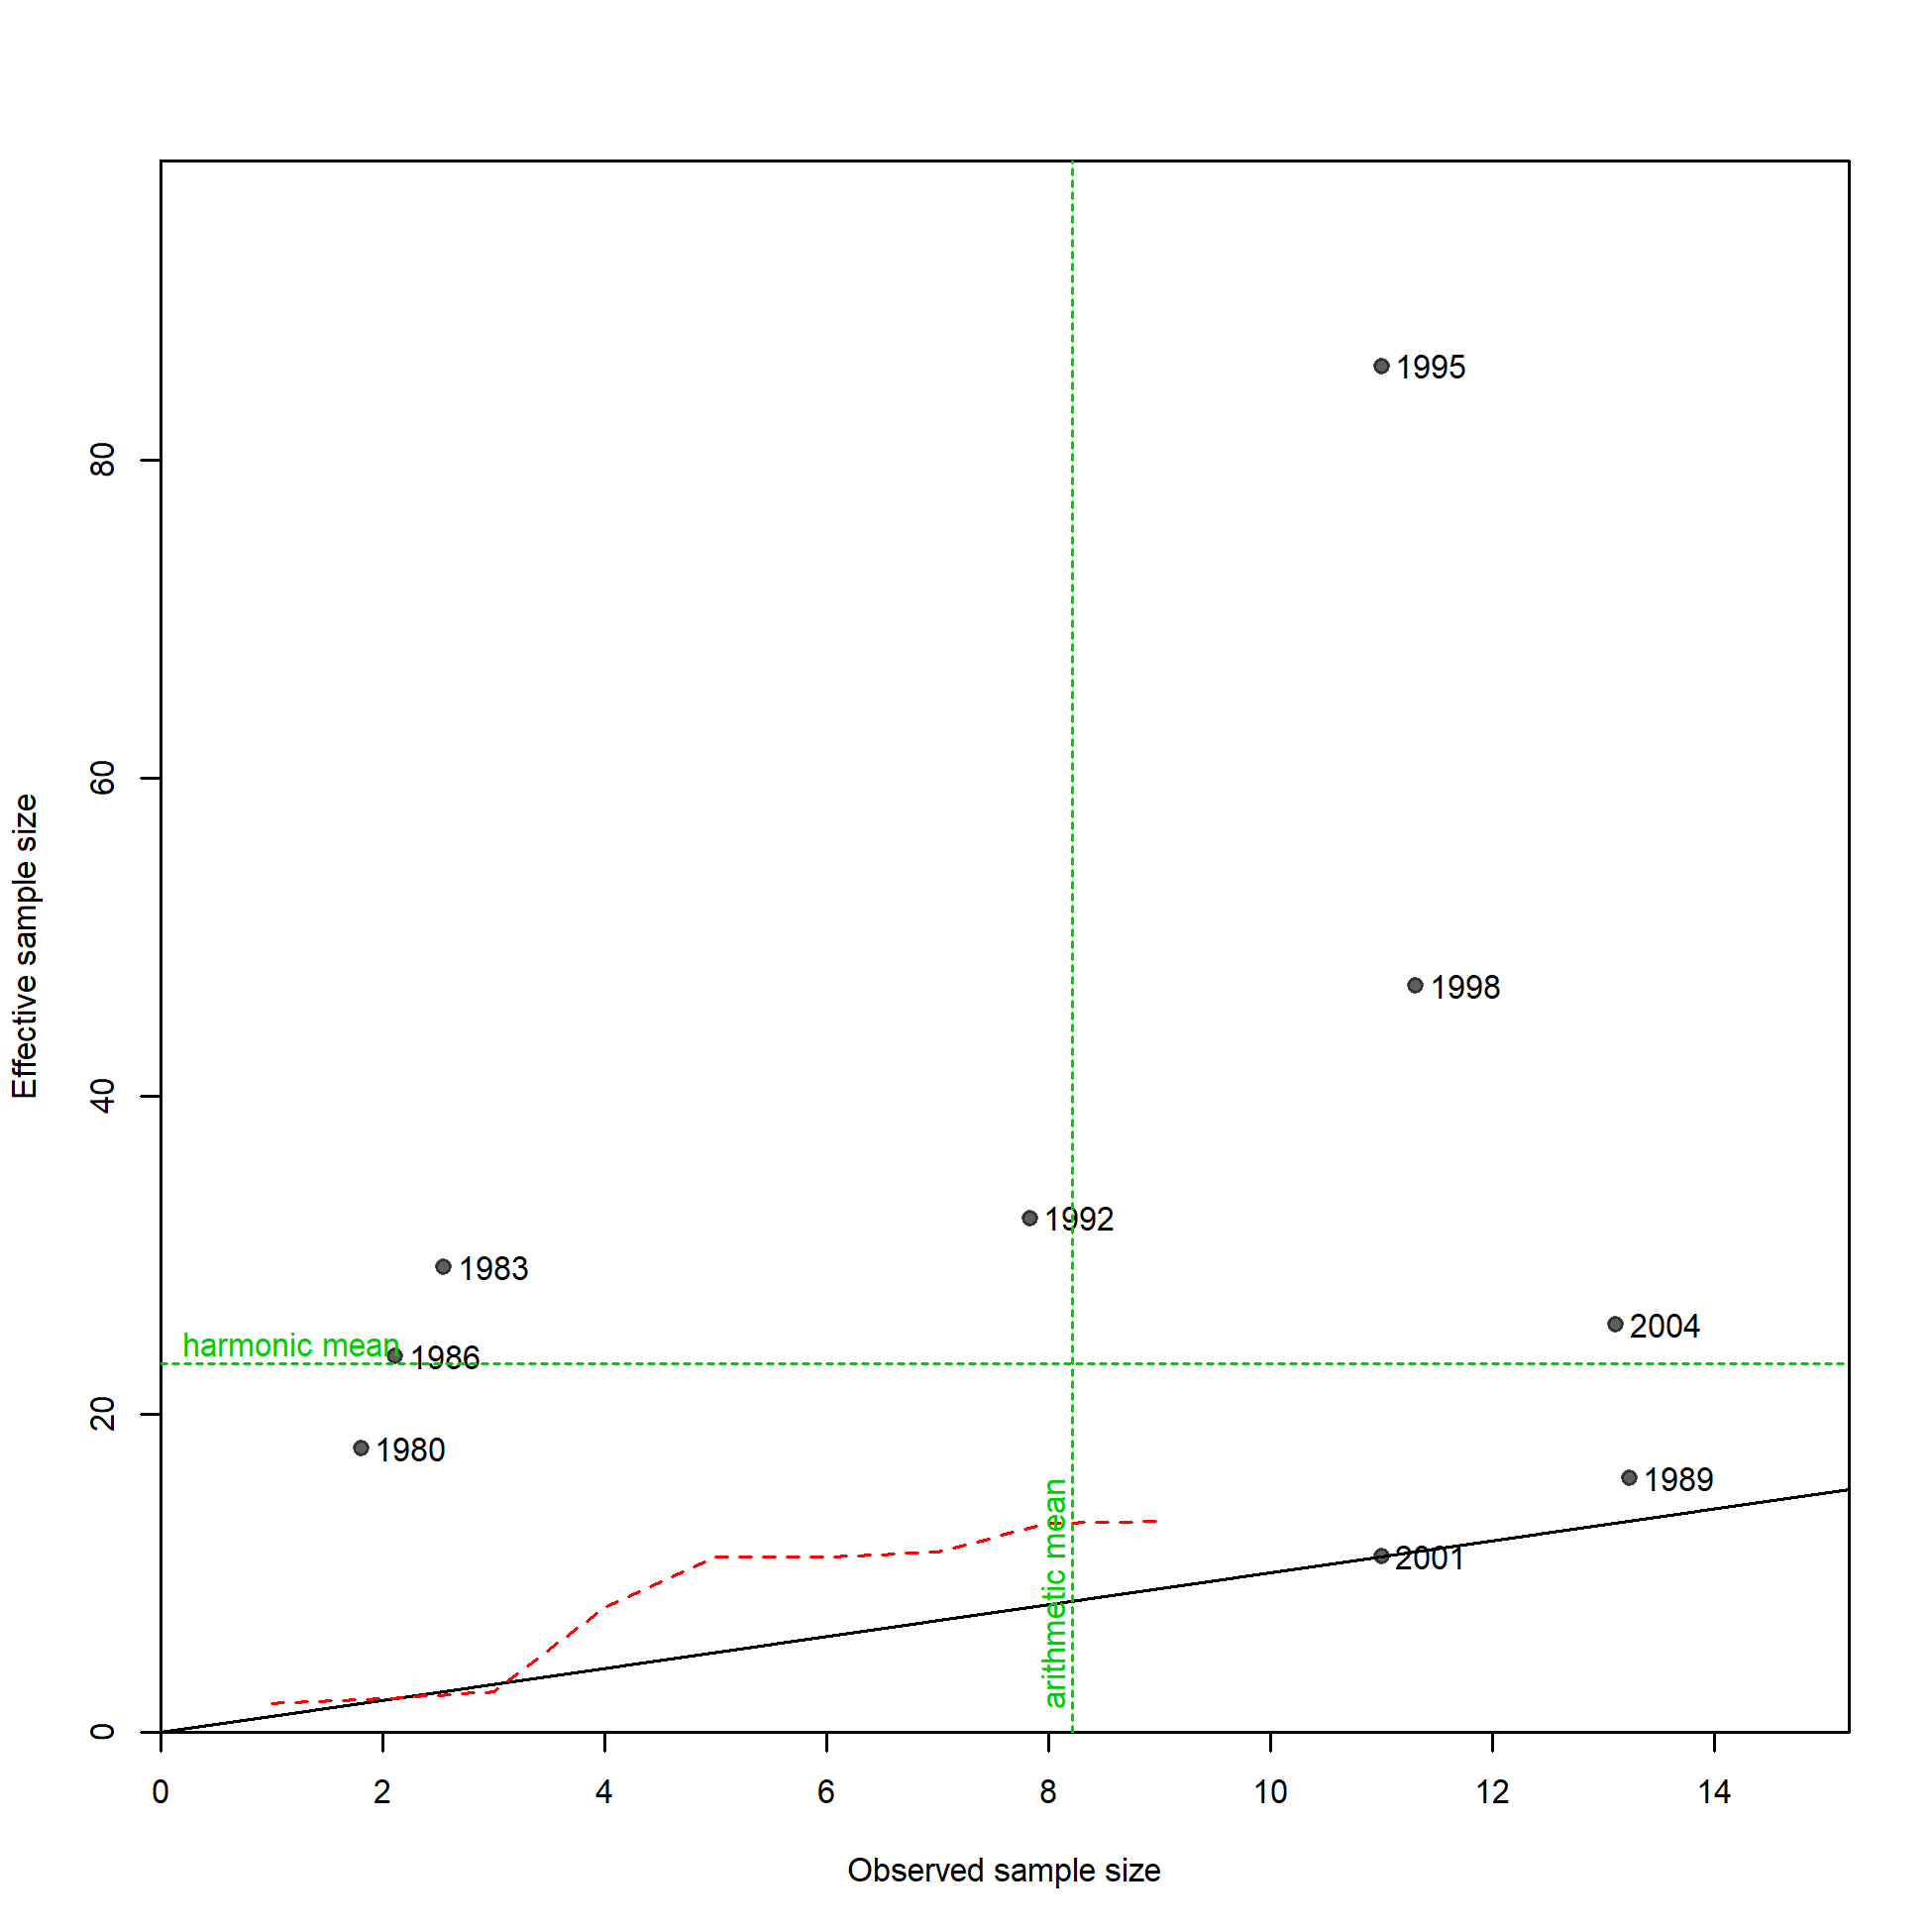 1995
80
60
Effective sample size
1998
40
1992
1983
2004
harmonic mean
1986
20
1980
1989
arithmetic mean
2001
0
0 2 4 6 8 10 12 14
Observed sample size